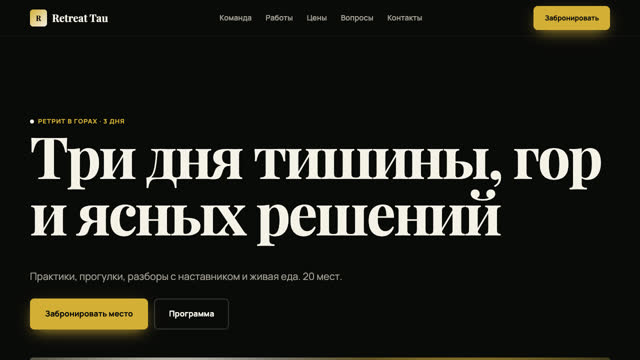 R Retreat Tau Команда Работы Цены Вопросы Контакты Забронировать
РЕТРИТ В ГОРАХ · 3 ДНЯ
Три дня тишины, гор
и ясных решений
Практики, прогулки, разборы с наставником и живая еда. 20 мест.
Забронировать место Программа